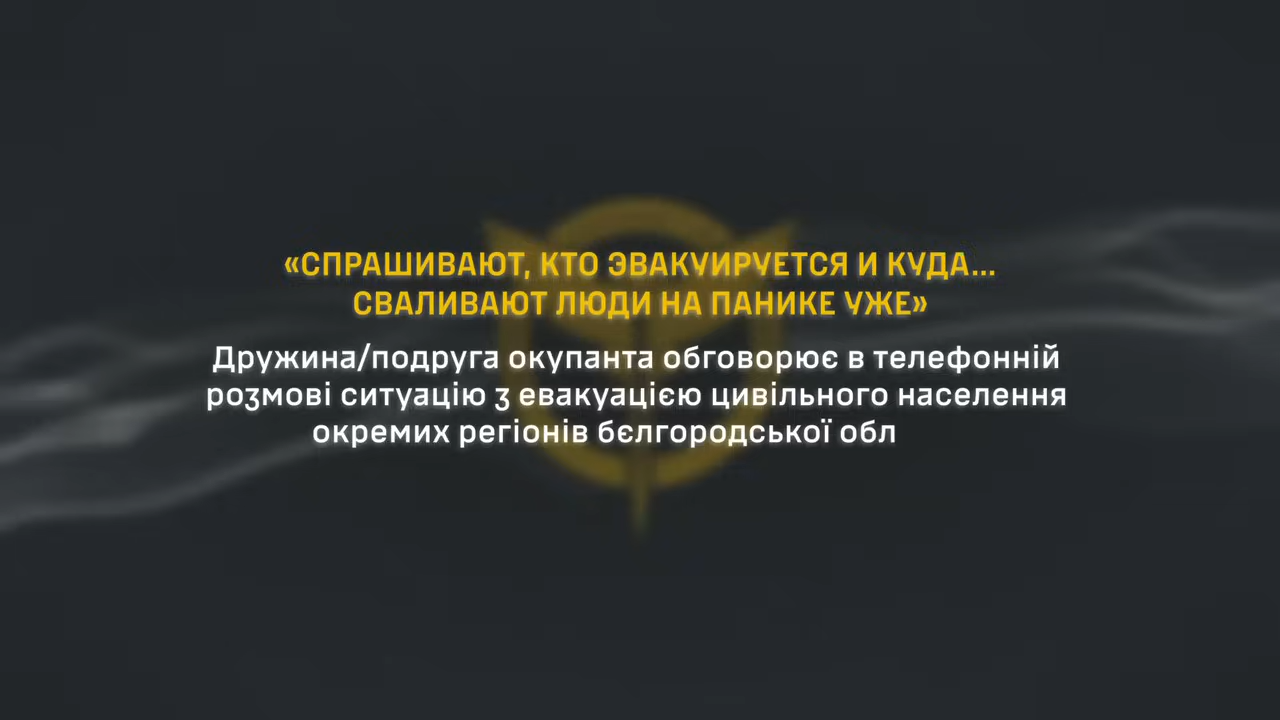 «СПРАШИВАЮТ, КТО ЭВАКУИРУЕТСЯ И КУДА...
СВАЛИВАЮТ ЛЮДИ НА ПАНИКЕ УЖЕ»
Дружина/подруга окупанта обговорює в телефонній
розмові ситуацію з евакуацією цивільного населення
окремих регіонів бєлгородської обл